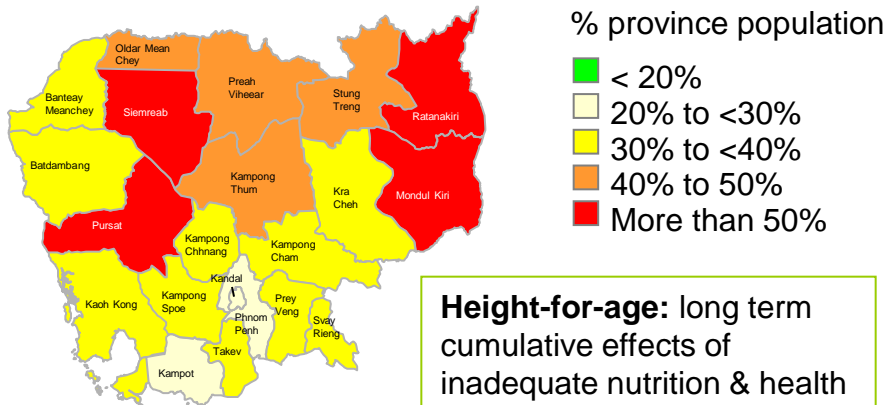 % province population
< 20%
20% to <30%
30% to <40%
40% to 50%
More than 50%
Oldar Mean
Chey
Banteay
Meanchey
Siemreab
Preah
Viheear
Stung
Treng
Ratanakiri
Batdambang
Kampong
Thum
Kra
Cheh
Mondul Kiri
Pursat
Kampong
Chhnang
Kampong
Cham
Kandal
Kaoh Kong
Kampong
Spoe
Phnom
Penh
Prey
Veng
Svay
Rieng
Takev
Kampot
Height-for-age: long term
cumulative effects of
inadequate nutrition & health